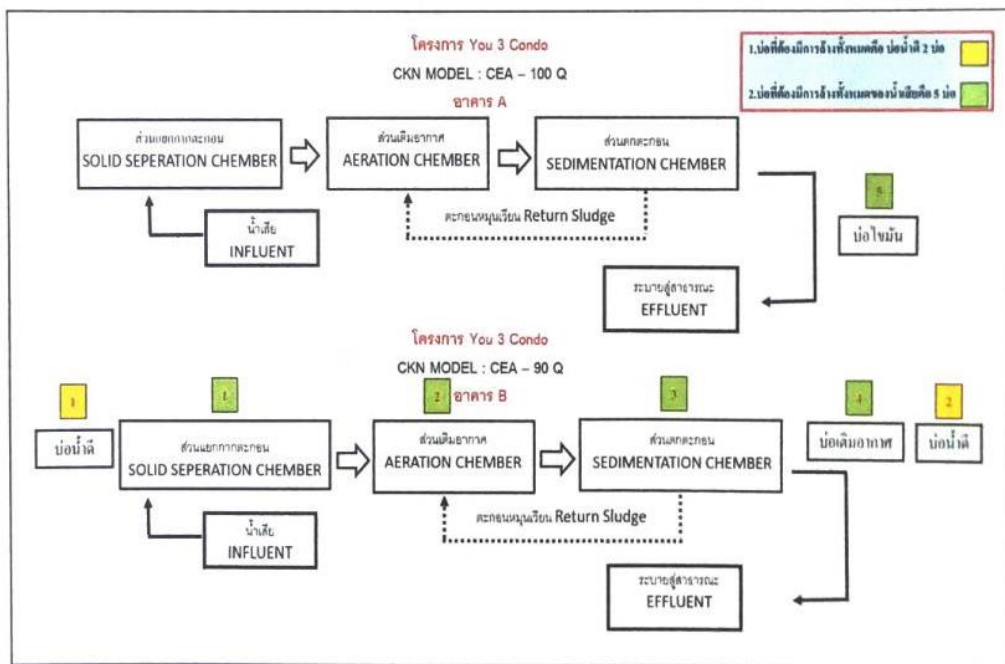 โครงการ You 3 Condo
CKN MODEL : CEA – 100 Q
อาคาร A
1.บ่อที่ต้องมีการล้างทั้งหมดคือ บ่อน้ำดี 2 บ่อ
2.บ่อที่ต้องมีการล้างทั้งหมดของน้ำเสียคือ 5 บ่อ
ส่วนแยกกากตะกอน
SOLID SEPERATION CHEMBER
ส่วนเติมอากาศ
AERATION CHEMBER
ส่วนตกตะกอน
SEDIMENTATION CHEMBER
ตะกอนหมุนเวียน Return Sludge
น้ำเสีย
INFLUENT
บ่อไขมัน
ระบายสู่สาธารณะ
EFFLUENT
โครงการ You 3 Condo
CKN MODEL : CEA – 90 Q
อาคาร B
1
บ่อน้ำดี
1
ส่วนแยกกากตะกอน
SOLID SEPERATION CHEMBER
2
ส่วนเติมอากาศ
AERATION CHEMBER
3
ส่วนตกตะกอน
SEDIMENTATION CHEMBER
4
บ่อเติมอากาศ
2
บ่อน้ำดี
ตะกอนหมุนเวียน Return Sludge
น้ำเสีย
INFLUENT
ระบายสู่สาธารณะ
EFFLUENT